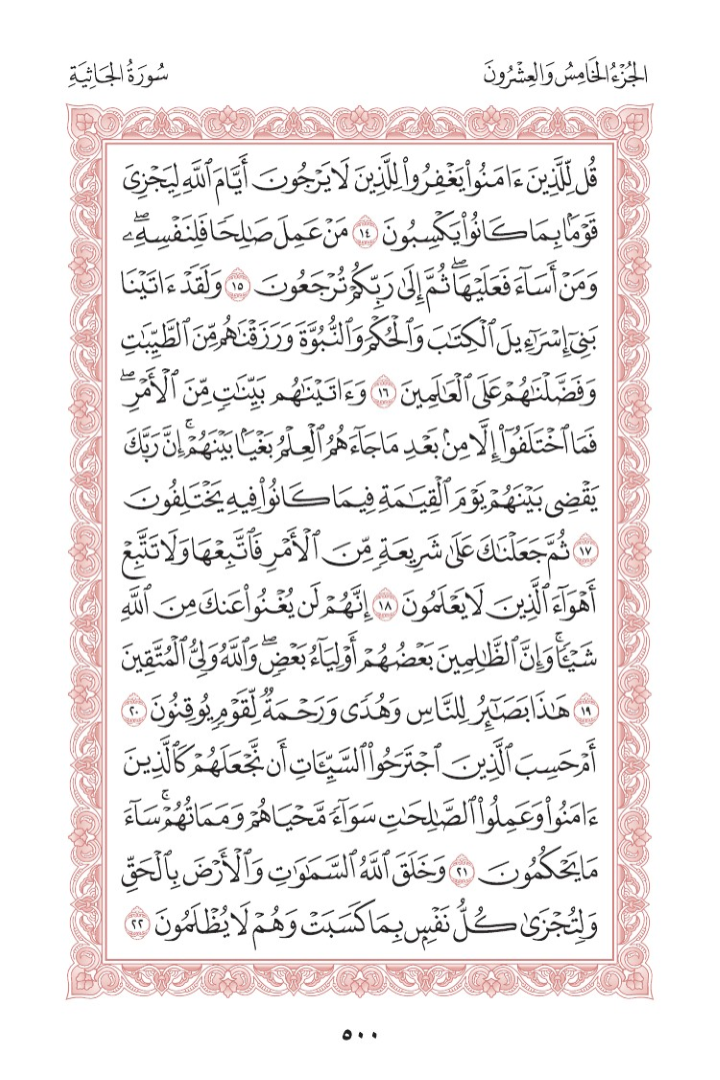 الجُزْءُ الخَامِسُ وَالعِشْرُونَ
سُورَةُ الجَاثِيَةِ
قُل لِّلَّذِينَ ءَامَنُواْ يَغْفِرُواْ لِلَّذِينَ لَا يَرْجُونَ أَيَّامَ ٱللَّهِ لِيَجْزِىَ
قَوْمَۢا بِمَا كَانُواْ يَكْسِبُونَ ١٤ مَنْ عَمِلَ صَٰلِحٗا فَلِنَفْسِهِۦۖ
وَمَنْ أَسَآءَ فَعَلَيْهَاۖ ثُمَّ إِلَىٰ رَبِّكُمْ تُرْجَعُونَ ١٥ وَلَقَدْ ءَاتَيْنَا
بَنِىٓ إِسْرَٰٓءِيلَ ٱلْكِتَٰبَ وَٱلْحُكْمَ وَٱلنُّبُوَّةَ وَرَزَقْنَٰهُم مِّنَ ٱلطَّيِّبَٰتِ
وَفَضَّلْنَٰهُمْ عَلَى ٱلْعَٰلَمِينَ ١٦ وَءَاتَيْنَٰهُم بَيِّنَٰتٖ مِّنَ ٱلْأَمْرِۖ
فَمَا ٱخْتَلَفُوٓاْ إِلَّا مِنۢ بَعْدِ مَا جَآءَهُمُ ٱلْعِلْمُ بَغْيَۢا بَيْنَهُمْۚ إِنَّ رَبَّكَ
يَقْضِى بَيْنَهُمْ يَوْمَ ٱلْقِيَٰمَةِ فِيمَا كَانُواْ فِيهِ يَخْتَلِفُونَ
١٧ ثُمَّ جَعَلْنَٰكَ عَلَىٰ شَرِيعَةٖ مِّنَ ٱلْأَمْرِ فَٱتَّبِعْهَا وَلَا تَتَّبِعْ
أَهْوَآءَ ٱلَّذِينَ لَا يَعْلَمُونَ ١٨ إِنَّهُمْ لَن يُغْنُواْ عَنكَ مِنَ ٱللَّهِ
شَيْـٔٗاۚ وَإِنَّ ٱلظَّٰلِمِينَ بَعْضُهُمْ أَوْلِيَآءُ بَعْضٖۖ وَٱللَّهُ وَلِىُّ ٱلْمُتَّقِينَ
١٩ هَٰذَا بَصَٰٓئِرُ لِلنَّاسِ وَهُدٗى وَرَحْمَةٞ لِّقَوْمٖ يُوقِنُونَ ٢٠
أَمْ حَسِبَ ٱلَّذِينَ ٱجْتَرَحُواْ ٱلسَّيِّـَٔاتِ أَن نَّجْعَلَهُمْ كَٱلَّذِينَ
ءَامَنُواْ وَعَمِلُواْ ٱلصَّٰلِحَٰتِ سَوَآءٗ مَّحْيَاهُمْ وَمَمَاتُهُمْۚ سَآءَ
مَا يَحْكُمُونَ ٢١ وَخَلَقَ ٱللَّهُ ٱلسَّمَٰوَٰتِ وَٱلْأَرْضَ بِٱلْحَقِّ
وَلِتُجْزَىٰ كُلُّ نَفْسِۭ بِمَا كَسَبَتْ وَهُمْ لَا يُظْلَمُونَ ٢٢
٥٠٠